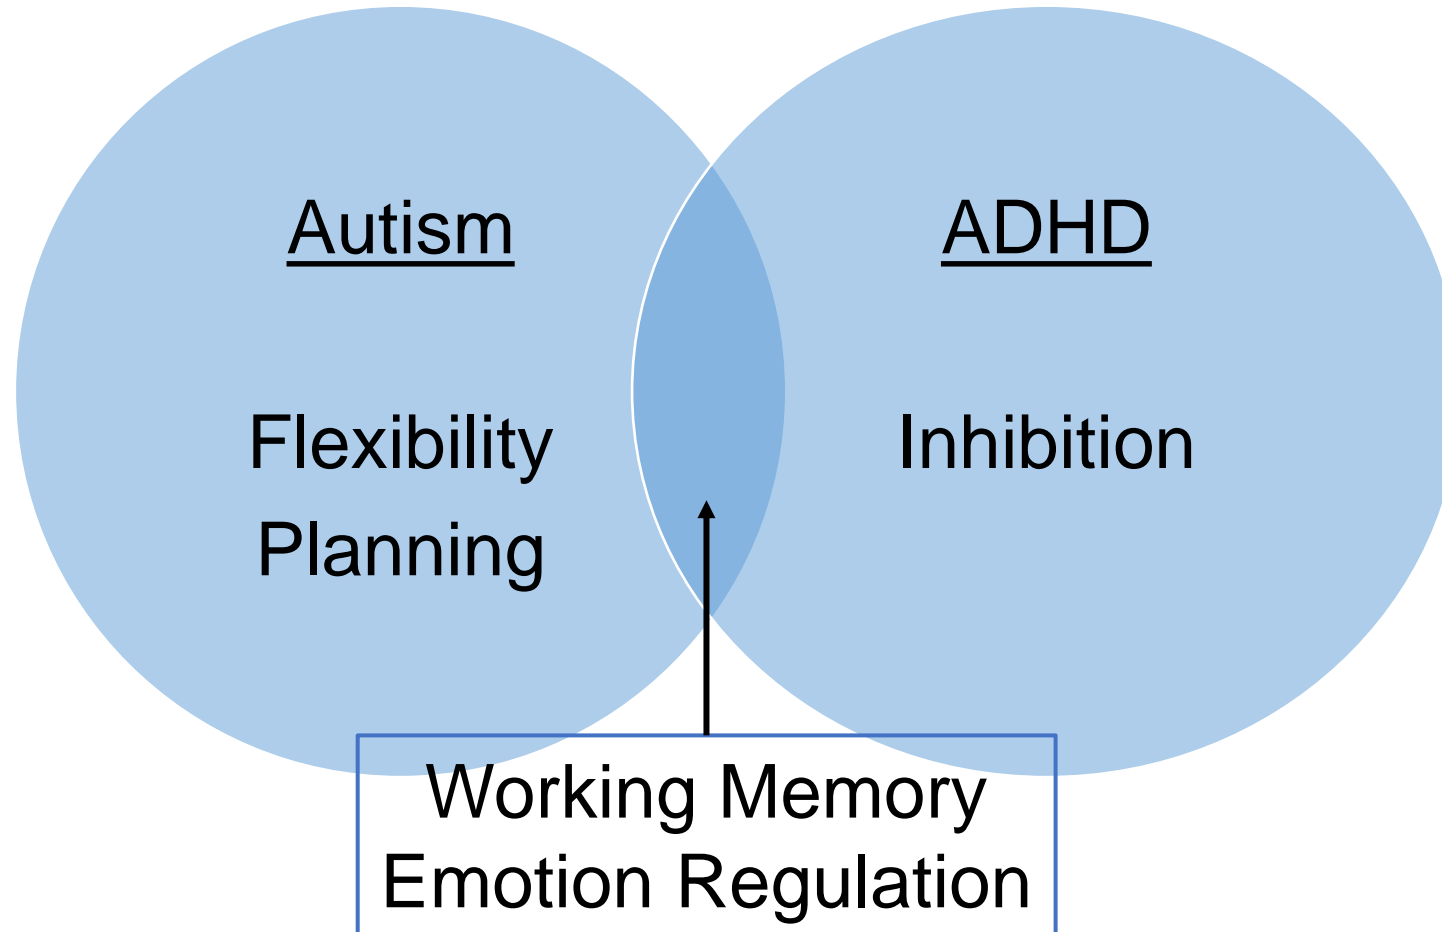 Autism
Flexibility
Planning
ADHD
Inhibition
Working Memory
Emotion Regulation